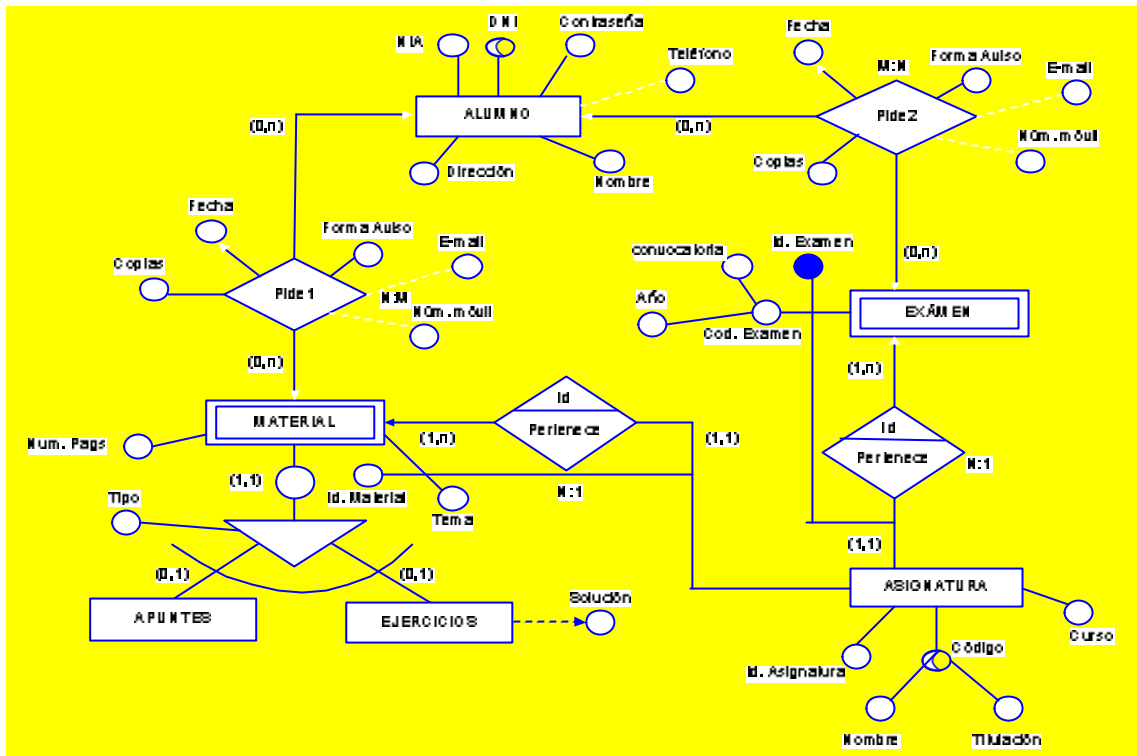 DNI
Contraseña
NIA
Fecha
Teléfono
M:N
Forma Aviso
E-mail
ALUMNO
Pide2
(0,n)
(0,n)
Núm. móvil
Copias
Dirección
Nombre
Fecha
Forma Aviso
E-mail
convocatoria
Id. Examen
(0,n)
Copias
Pide1
N:M
Núm. móvil
Año
Cod. Examen
EXÁMEN
(0,n)
(1,n)
Id
Pertenece
MATERIAL
(1,n)
(1,1)
Id
Pertenece
N:1
Num. Pags
(1,1)
Id. Material
N:1
Tema
Tipo
(1,1)
(0,1)
(0,1)
ASIGNATURA
APUNTES
EJERCICIOS
Solución
Curso
Código
Id. Asignatura
Nombre
Titulación